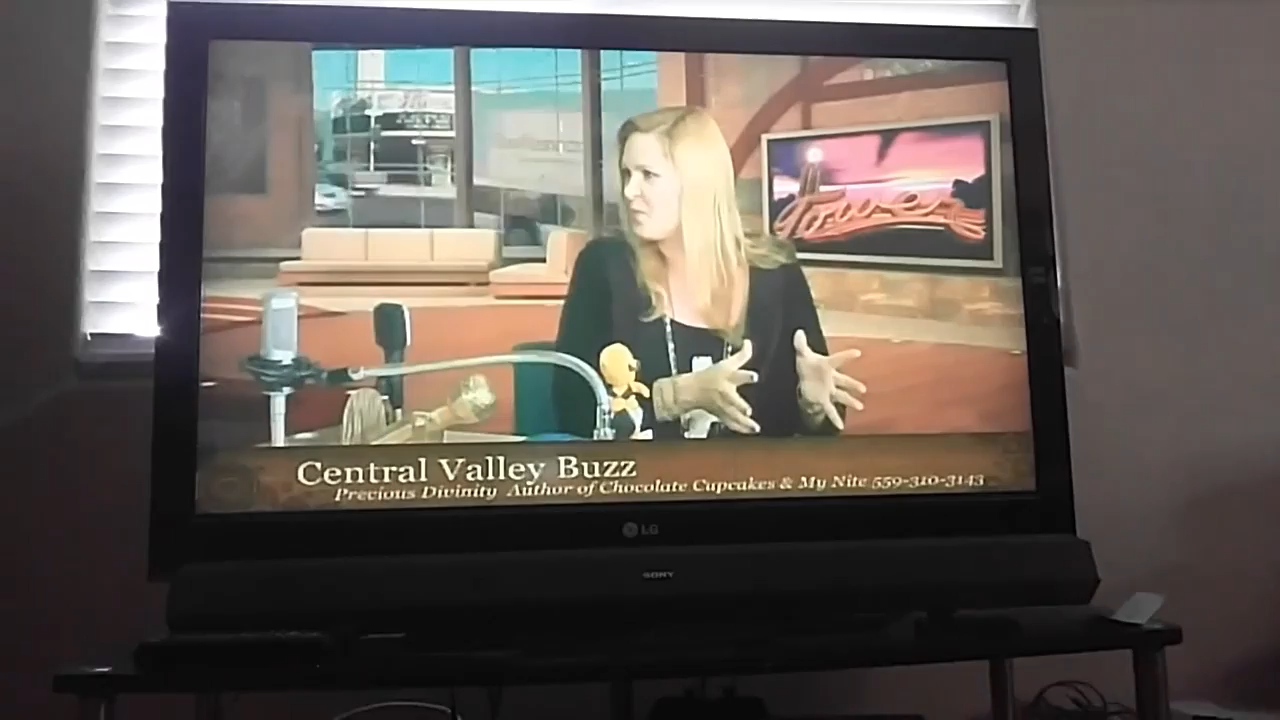 Tower
Central Valley Buzz
Precious Divinity Author of Chocolate Cupcakes & My Nite 559-310-3143
LG
SONY